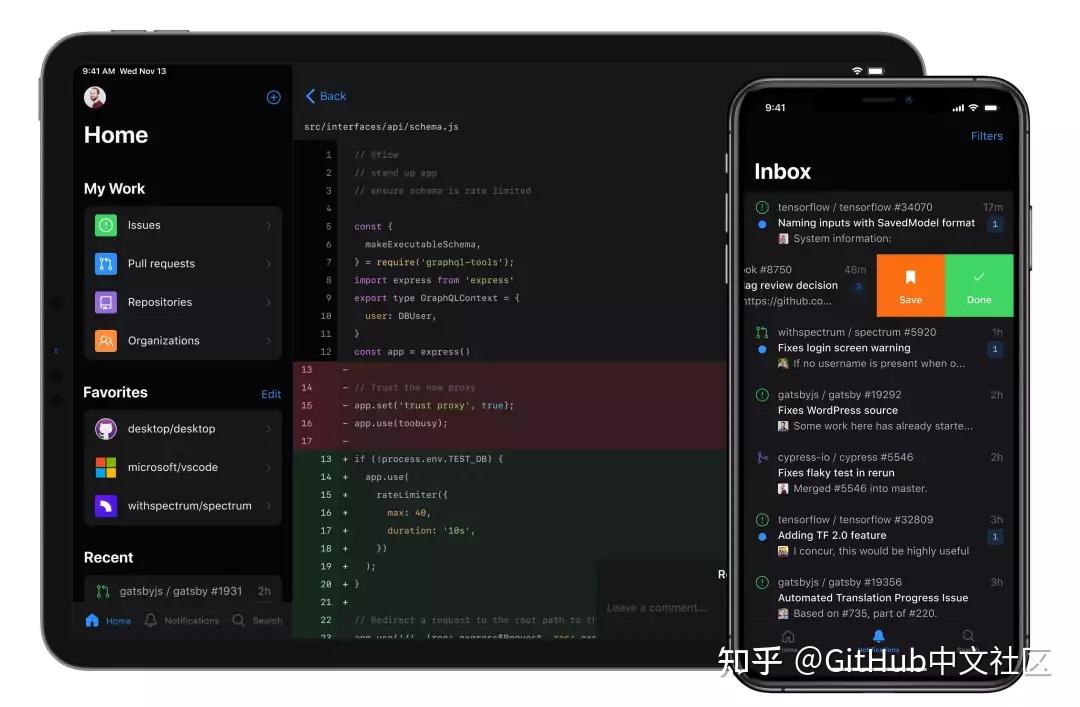 9:41 AM Wed Nov 13
Home
My Work
Issues
Pull requests
Repositories
Organizations
Favorites
Edit
desktop/desktop
microsoft/vscode
withspectrum/spectrum
Recent
gatsbyjs / gatsby #1931 2h
Home Notifications Search
Back
src/interfaces/api/schema.js
1 // @flow
2 // stand up app
3 // ensure schema is rate limited
4
5 const {
6 makeExecutableSchema,
7 } = require('graphql-tools');
8 import express from 'express'
9 export type GraphQLContext = {
10 user: DBUser,
11 }
12 const app = express()
13 -
14 - // Trust the now proxy
15 - app.set('trust proxy', true);
16 - app.use(toobusy);
17 -
13 + if (!process.env.TEST_DB) {
14 + app.use(
15 + rateLimiter({
16 + max: 40,
17 + duration: '10s',
18 + })
19 + );
20 + }
21 +
22 // Redirect a request to the root path to th
23 app.use('/', (req: express$Request, res: exp
Leave a comment...
9:41
Filters
Inbox
tensorflow / tensorflow #34070 17m
Naming inputs with SavedModel format 1
System information:
ok #8750 48m
ag review decision 3
https://github.co...
Save
Done
withspectrum / spectrum #5920 1h
Fixes login screen warning 1
If no username is present when o...
gatsbyjs / gatsby #19292 2h
Fixes WordPress source
Some work here has already starte...
cypress-io / cypress #5546 2h
Fixes flaky test in rerun
Merged #5546 into master.
tensorflow / tensorflow #32809 3h
Adding TF 2.0 feature 1
I concur, this would be highly useful
gatsbyjs / gatsby #19356 3h
Automated Translation Progress Issue
Based on #735, part of #220.
知乎 @GitHub中文社区